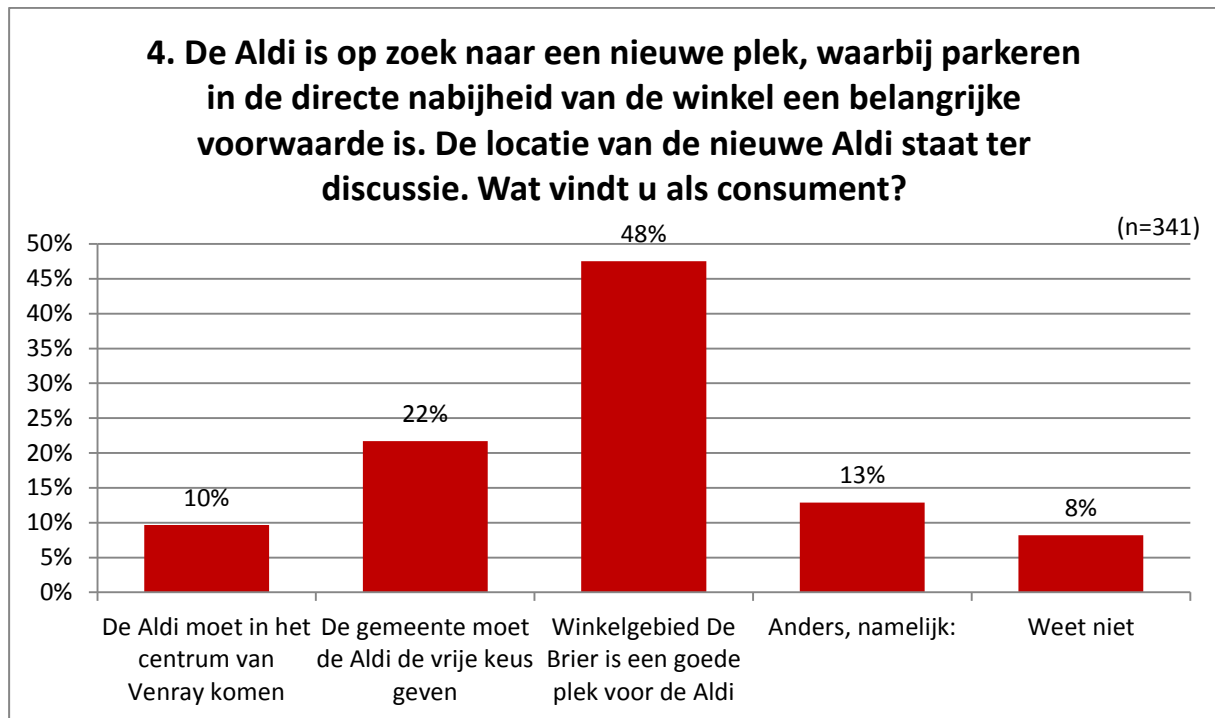 4. De Aldi is op zoek naar een nieuwe plek, waarbij parkeren
in de directe nabijheid van de winkel een belangrijke
voorwaarde is. De locatie van de nieuwe Aldi staat ter
discussie. Wat vindt u als consument?
(n=341)
50%
45%
40%
35%
30%
25%
20%
15%
10%
5%
0%
10%
22%
48%
13%
8%
De Aldi moet in het
centrum van
Venray komen
De gemeente moet
de Aldi de vrije keus
geven
Winkelgebied De
Brier is een goede
plek voor de Aldi
Anders, namelijk:
Weet niet